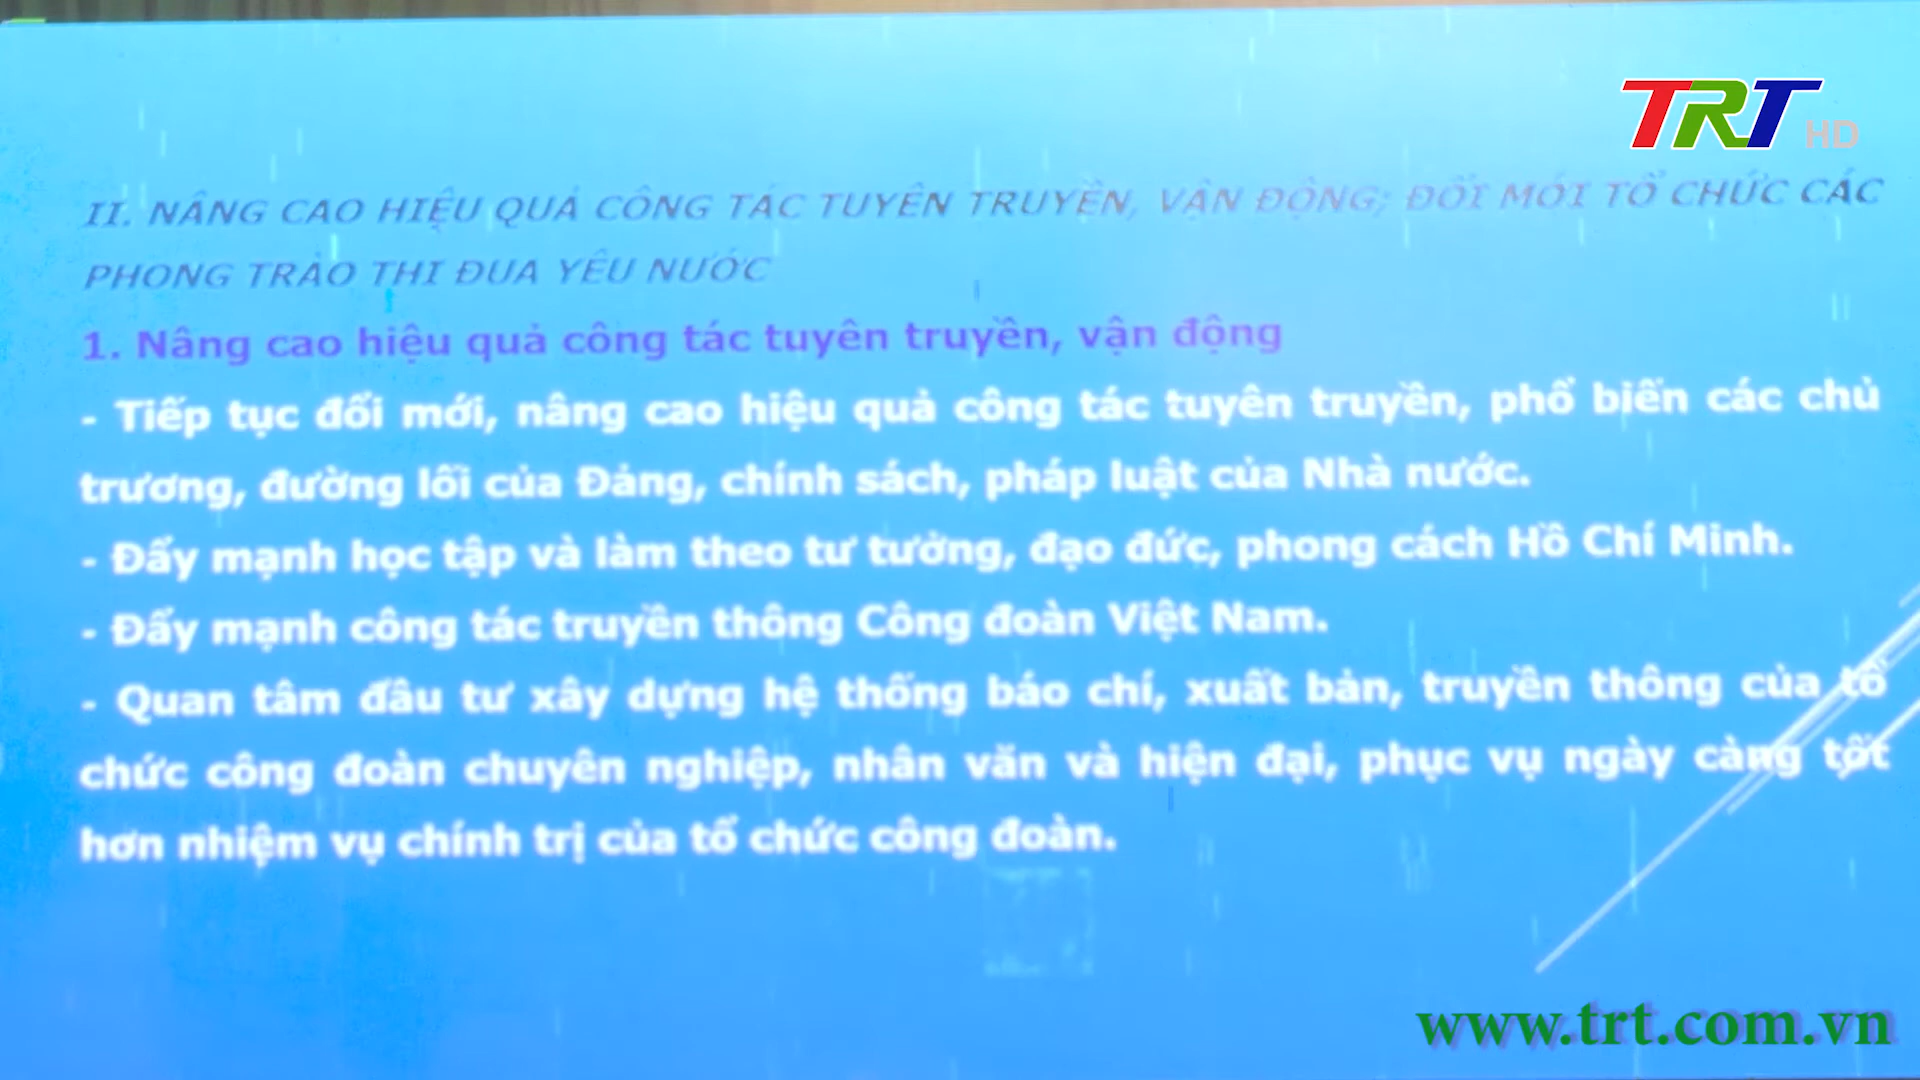 TRT HD
II. NÂNG CAO HIỆU QUẢ CÔNG TÁC TUYÊN TRUYỀN, VẬN ĐỘNG; ĐỔI MỚI TỔ CHỨC CÁC
PHONG TRÀO THI ĐUA YÊU NƯỚC
1. Nâng cao hiệu quả công tác tuyên truyền, vận động
- Tiếp tục đổi mới, nâng cao hiệu quả công tác tuyên truyền, phổ biến các chủ
trương, đường lối của Đảng, chính sách, pháp luật của Nhà nước.
- Đẩy mạnh học tập và làm theo tư tưởng, đạo đức, phong cách Hồ Chí Minh.
- Đẩy mạnh công tác truyền thông Công đoàn Việt Nam.
- Quan tâm đầu tư xây dựng hệ thống báo chí, xuất bản, truyền thông của tổ
chức công đoàn chuyên nghiệp, nhân văn và hiện đại, phục vụ ngày càng tốt
hơn nhiệm vụ chính trị của tổ chức công đoàn.
www.trt.com.vn